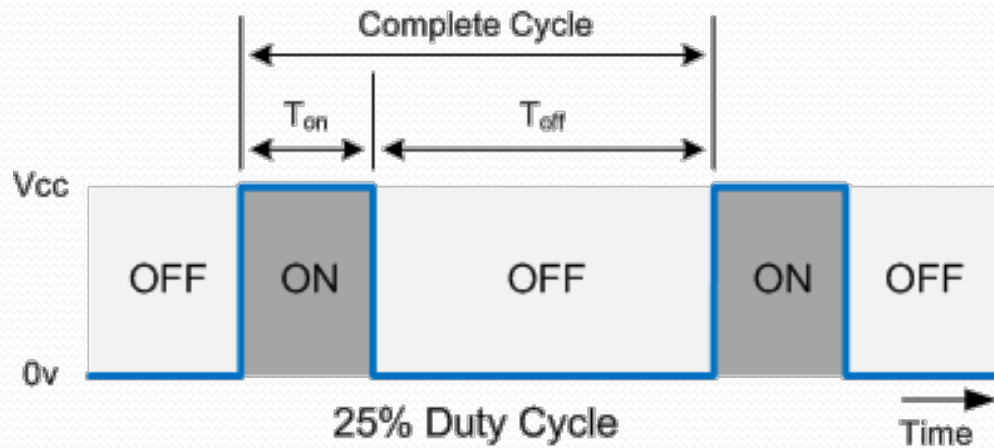 Complete Cycle
Ton Toff
Vcc
OFF ON OFF ON OFF
0v
25% Duty Cycle
Time